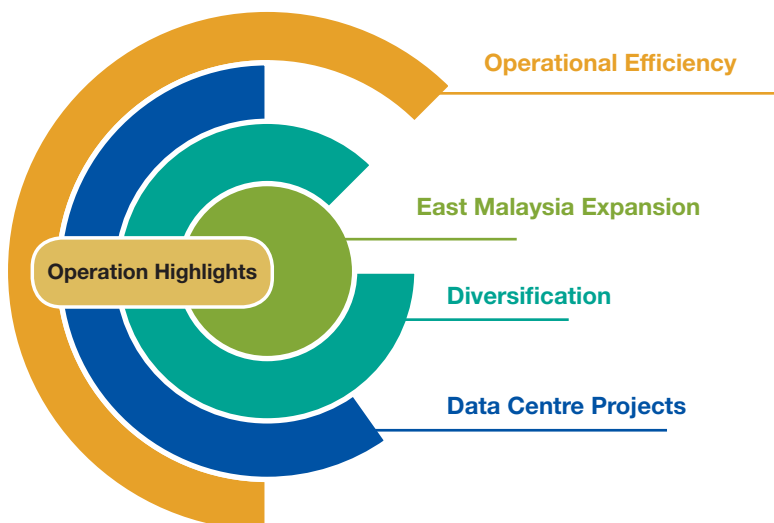 Operational Efficiency
East Malaysia Expansion
Operation Highlights
Diversification
Data Centre Projects